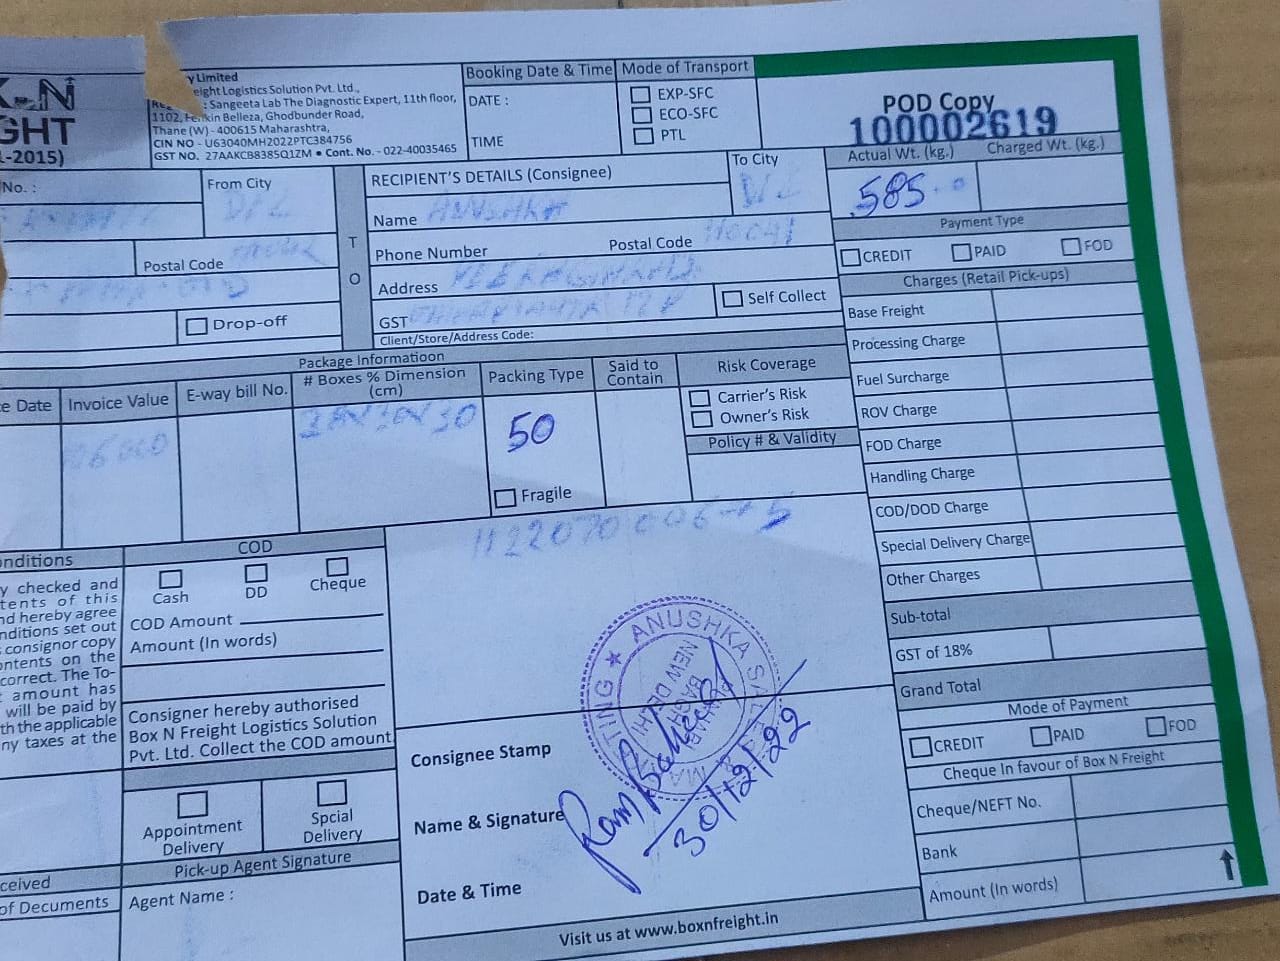 y Limited
eight Logistics Solution Pvt. Ltd.,
: Sangeeta Lab The Diagnostic Expert, 11th floor,
1102, Belleza, Ghodbunder Road,
Thane (W) - 400615 Maharashtra,
CIN NO - U63040MH2022PTC384756
GST NO. 27AAKCB8385Q1ZM • Cont. No. - 022-40035465
GHT
-2015)
Booking Date & Time
DATE :
TIME
Mode of Transport
EXP-SFC
ECO-SFC
PTL
POD Copy
100002619
Actual Wt. (kg.)
Charged Wt. (kg.)
585
No. :
From City
Postal Code
Drop-off
T
O
RECIPIENT'S DETAILS (Consignee)
To City
Name ANUSHKA
Phone Number
Postal Code 110041
Address
GST
Self Collect
Client/Store/Address Code:
Payment Type
CREDIT
PAID
FOD
Charges (Retail Pick-ups)
Base Freight
Processing Charge
Fuel Surcharge
ROV Charge
FOD Charge
Handling Charge
COD/DOD Charge
Special Delivery Charge
Other Charges
Sub-total
GST of 18%
Grand Total
Package Informatioon
ce Date
Invoice Value
E-way bill No.
# Boxes % Dimension
(cm)
Packing Type
50
Fragile
Said to
Contain
Risk Coverage
Carrier's Risk
Owner's Risk
Policy # & Validity
onditions
y checked and
tents of this
nd hereby agree
nditions set out
consignor copy
ontents on the
correct. The To-
t amount has
will be paid by
th the applicable
ny taxes at the
COD
Cash
DD
Cheque
COD Amount
Amount (In words)
Consigner hereby authorised
Box N Freight Logistics Solution
Pvt. Ltd. Collect the COD amount
Appointment
Delivery
Spcial
Delivery
Pick-up Agent Signature
Agent Name :
ceived
of Documents
ANUSHKA
NEW DELHI
Consignee Stamp
Name & Signature
30/12/22
Date & Time
Mode of Payment
CREDIT
PAID
FOD
Cheque In favour of Box N Freight
Cheque/NEFT No.
Bank
Amount (In words)
Visit us at www.boxnfreight.in